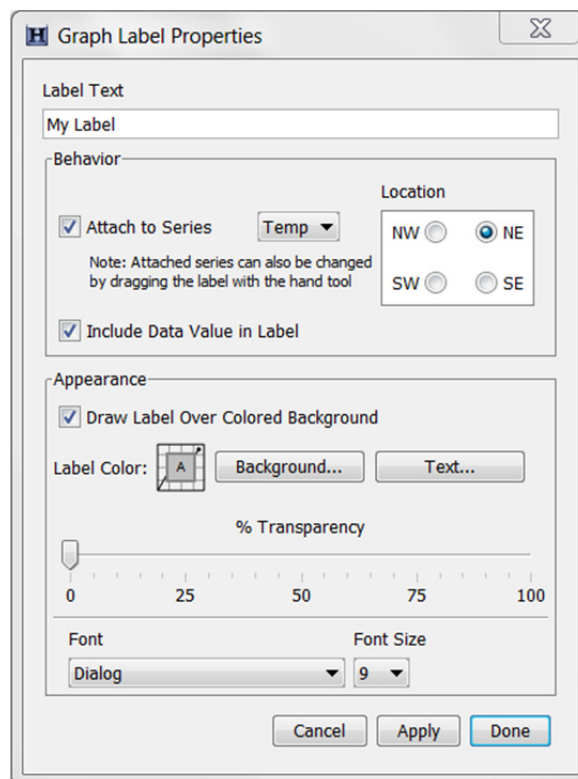 H Graph Label Properties
Label Text
My Label
Behavior
Location
Attach to Series Temp
NW NE
Note: Attached series can also be changed
by dragging the label with the hand tool
SW SE
Include Data Value in Label
Appearance
Draw Label Over Colored Background
Label Color: A Background... Text...
% Transparency
0 25 50 75 100
Font Font Size
Dialog 9
Cancel Apply Done